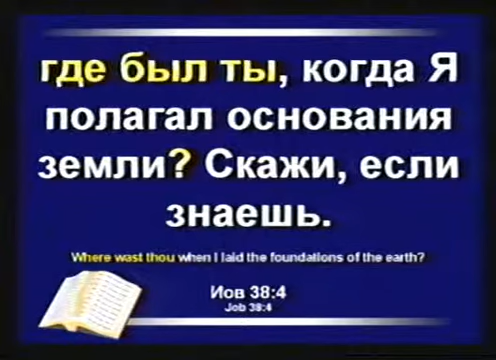 где был ты, когда Я
полагал основания
земли? Скажи, если
знаешь.
Where wast thou when I laid the foundations of the earth?
Иов 38:4
Job 38:4